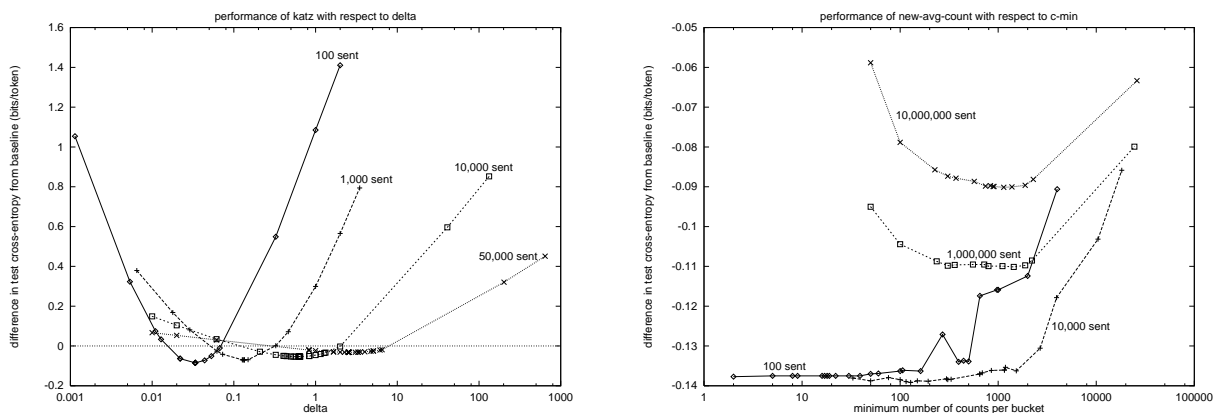 performance of katz with respect to delta
1.6
1.4
1.2
1
0.8
0.6
0.4
0.2
0
-0.2
0.001
0.01
0.1
1
10
100
1000
difference in test cross-entropy from baseline (bits/token)
delta
100 sent
1,000 sent
10,000 sent
50,000 sent
performance of new-avg-count with respect to c-min
-0.05
-0.06
-0.07
-0.08
-0.09
-0.1
-0.11
-0.12
-0.13
-0.14
1
10
100
1000
10000
100000
difference in test cross-entropy from baseline (bits/token)
minimum number of counts per bucket
10,000,000 sent
1,000,000 sent
10,000 sent
100 sent